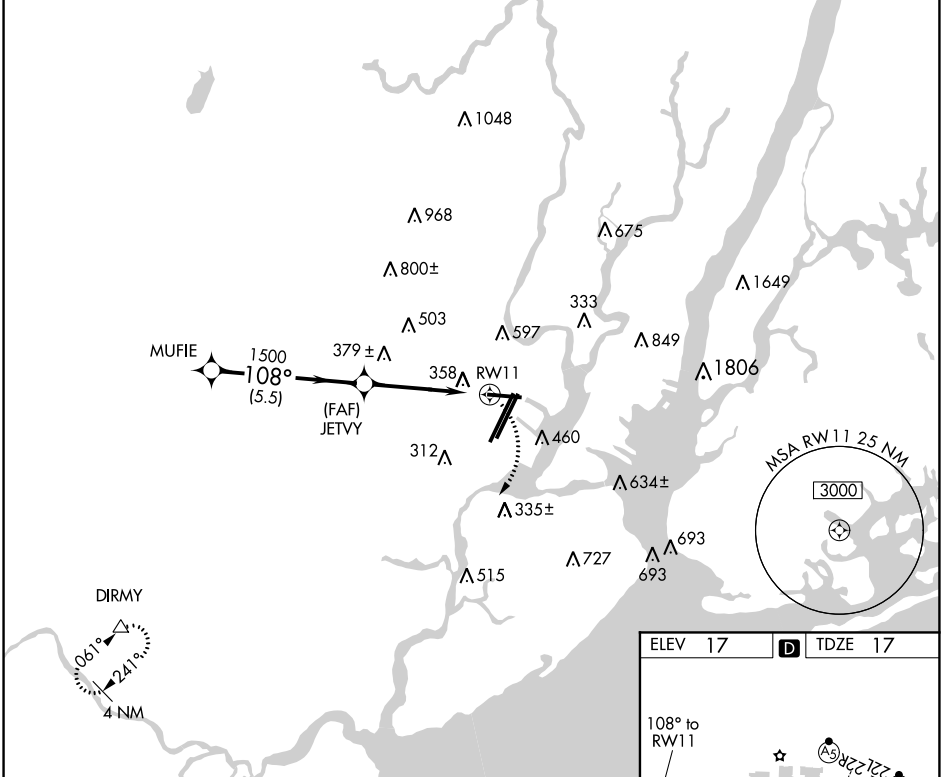 1048
968
675
800±
1649
333
503
597
849
MUFIE
1500
379 ±
1806
108°
358
RW11
(5.5)
(FAF)
JETVY
460
312
MSA RW11 25 NM
634±
3000
335±
693
727
693
515
DIRMY
061°
241°
4 NM
ELEV 17
D
TDZE 17
108° to
RW11
A5
22L22R